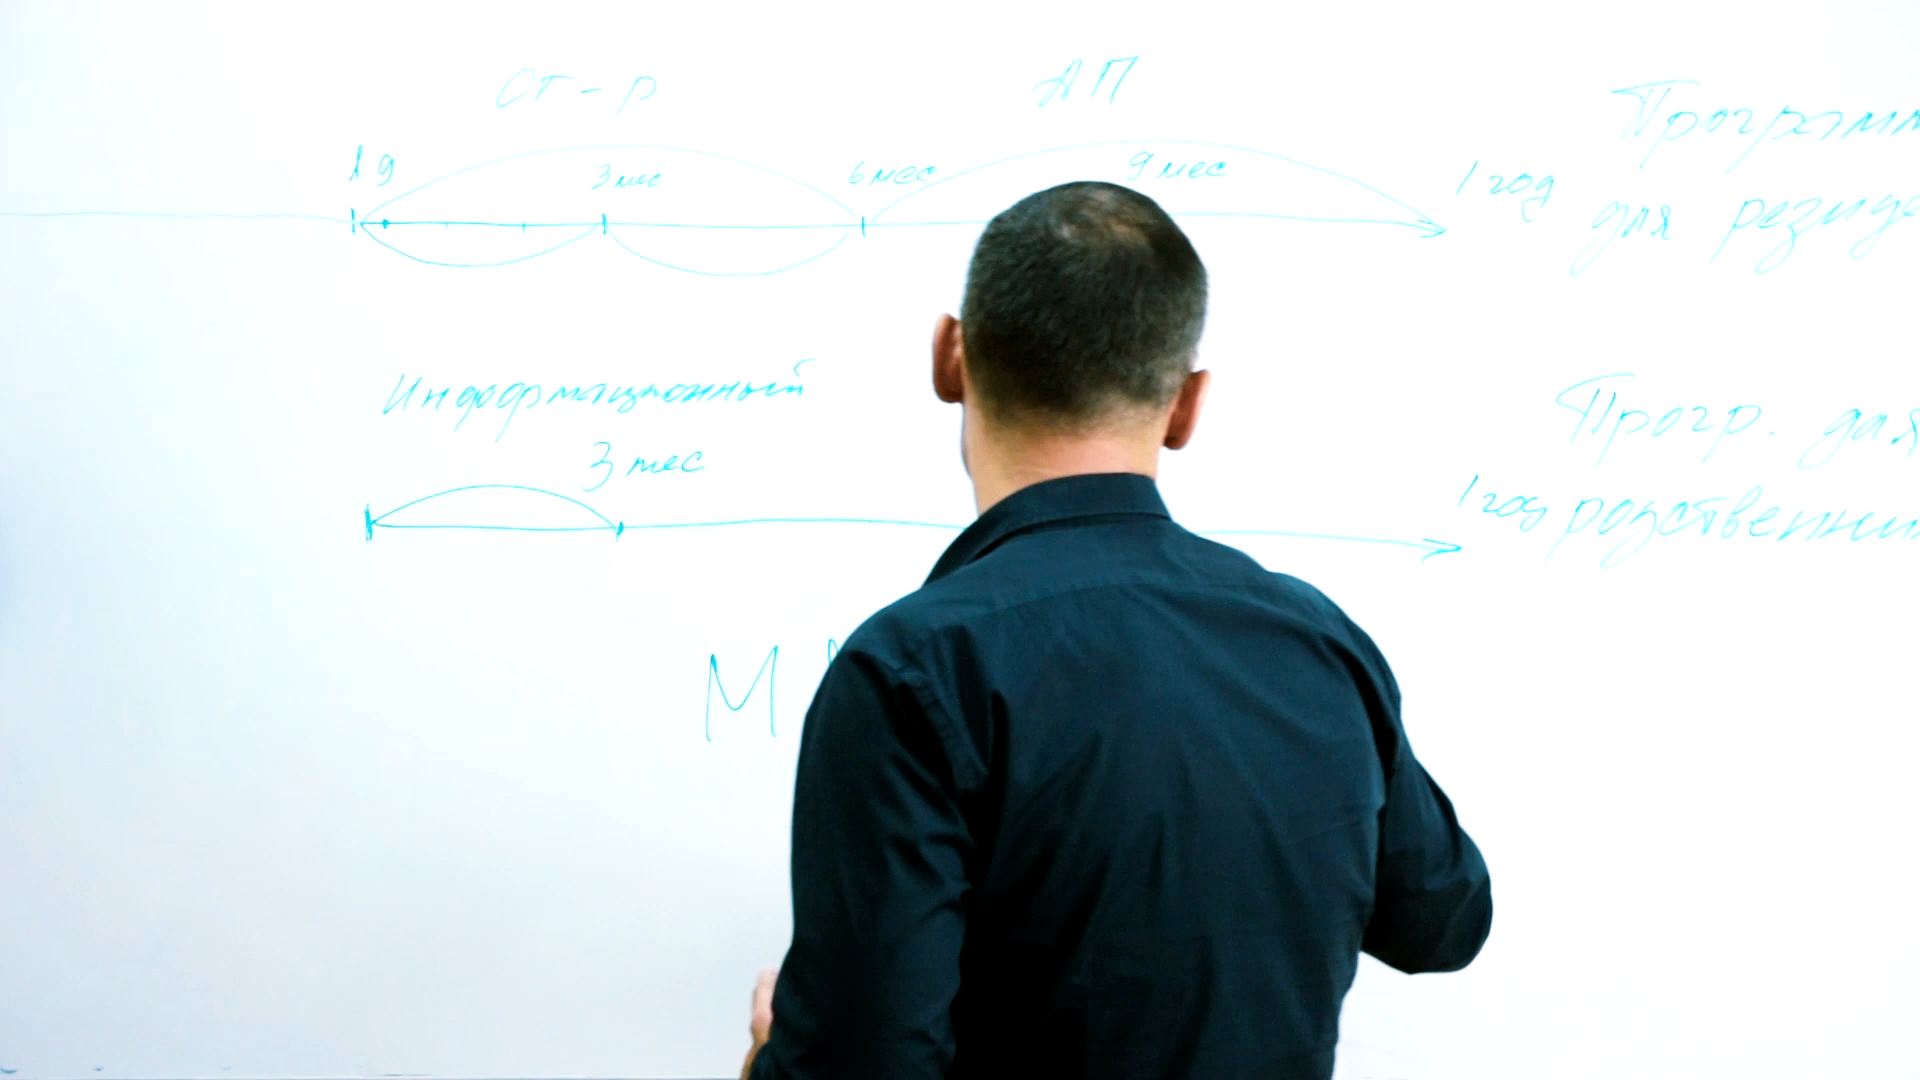 Ст-р
АП
1 д
3 мес
6 мес
9 мес
1 год
Программ
для резиде
Информационный
3 мес
Прогр. для
1 год
родственни
М